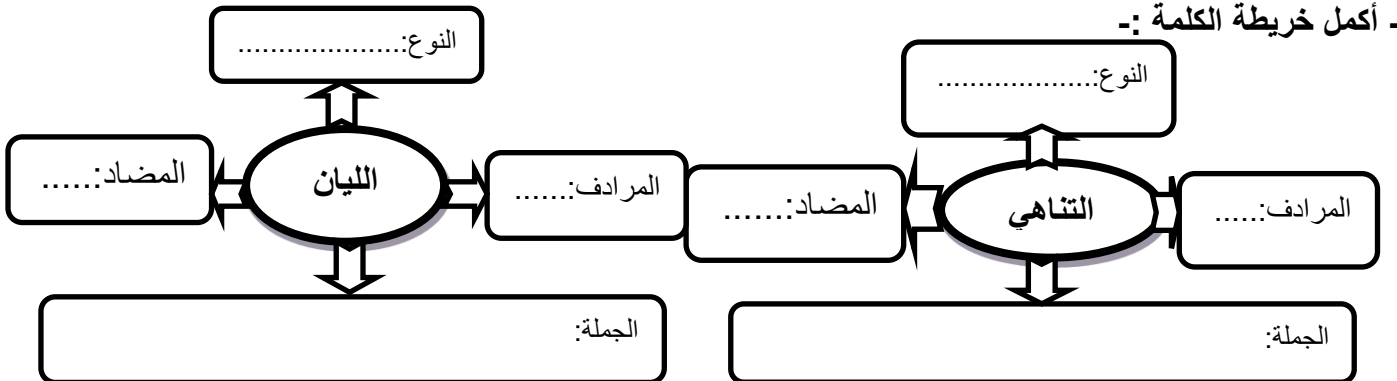 - أكمل خريطة الكلمة :-
النوع:...................
التناهي
المرادف:.....
المضاد:.......
الجملة:
النوع:....................
الليان
المرادف:......
المضاد:.....
الجملة: